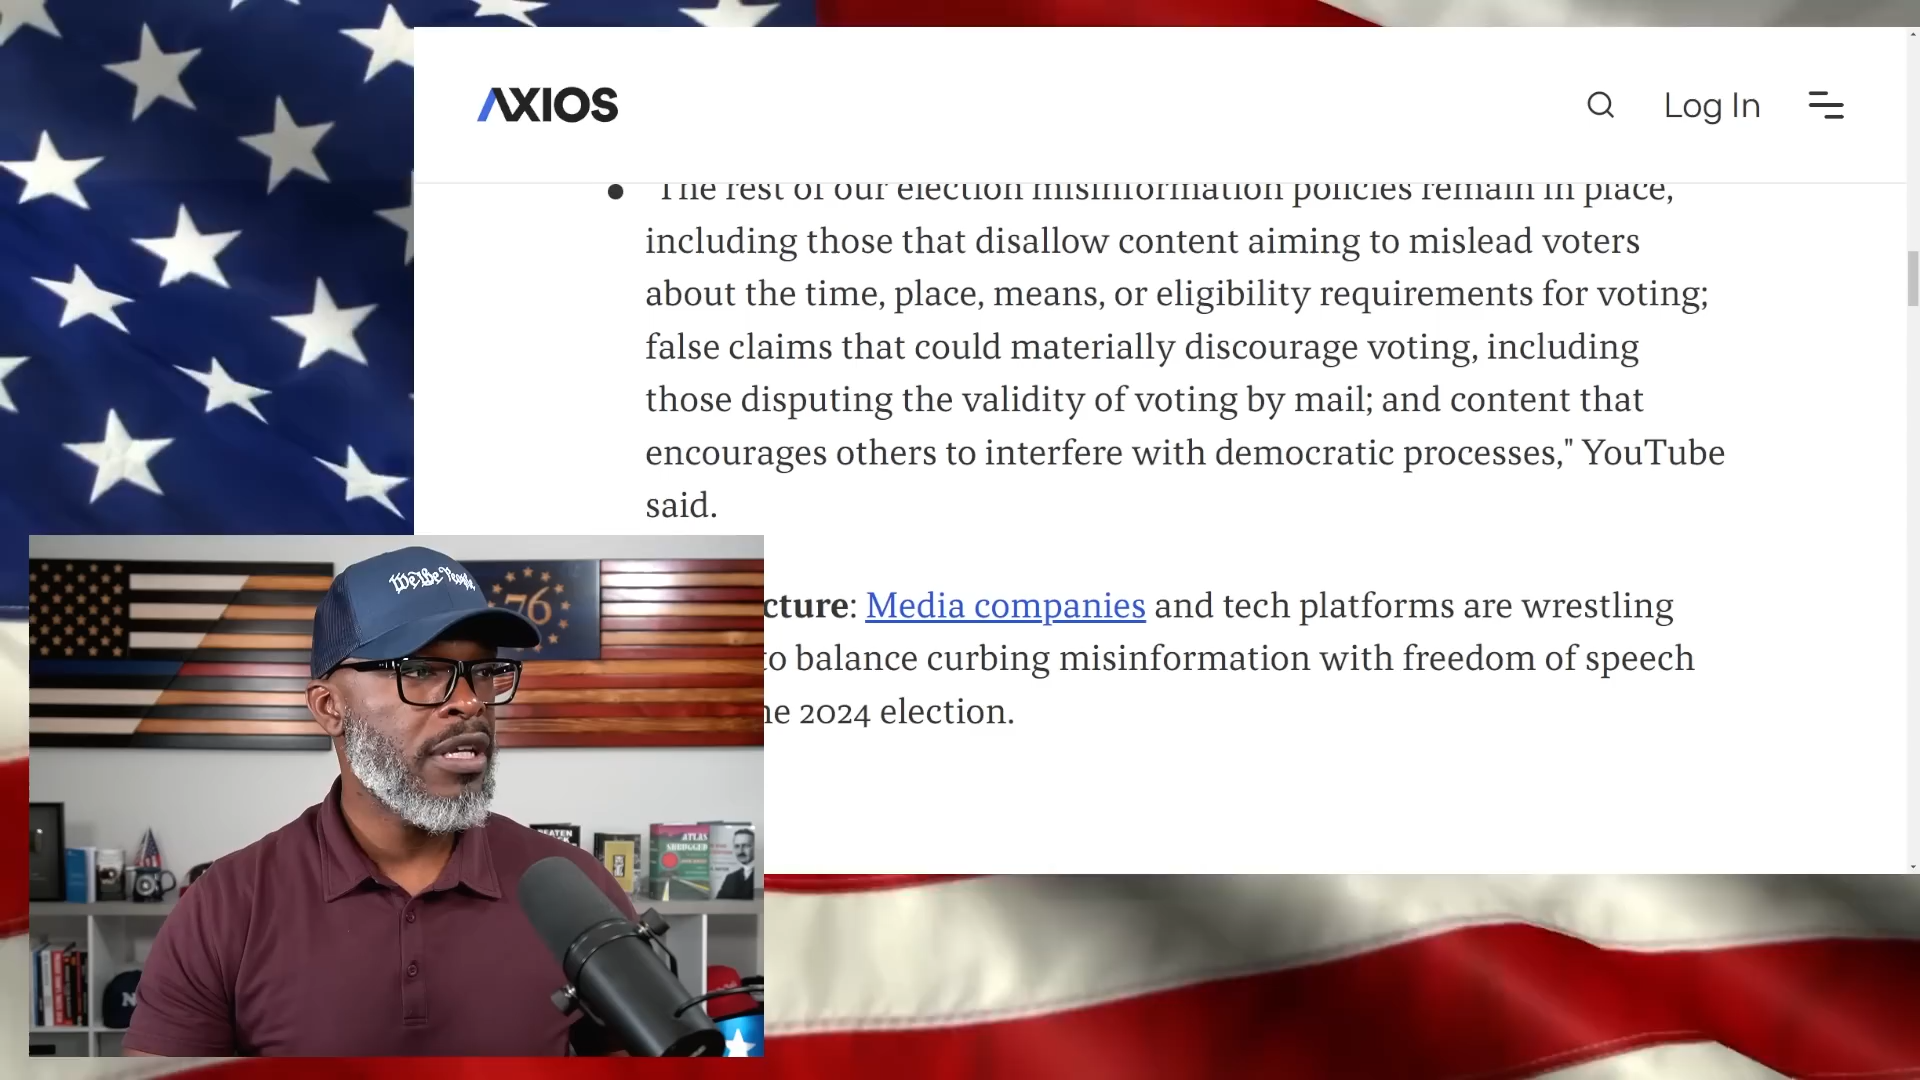 AXIOS
Log In
"The rest of our election misinformation policies remain in place,
including those that disallow content aiming to mislead voters
about the time, place, means, or eligibility requirements for voting;
false claims that could materially discourage voting, including
those disputing the validity of voting by mail; and content that
encourages others to interfere with democratic processes," YouTube
said.
cture: Media companies and tech platforms are wrestling
to balance curbing misinformation with freedom of speech
he 2024 election.
We the People
76
ATLAS
SHRUGGED